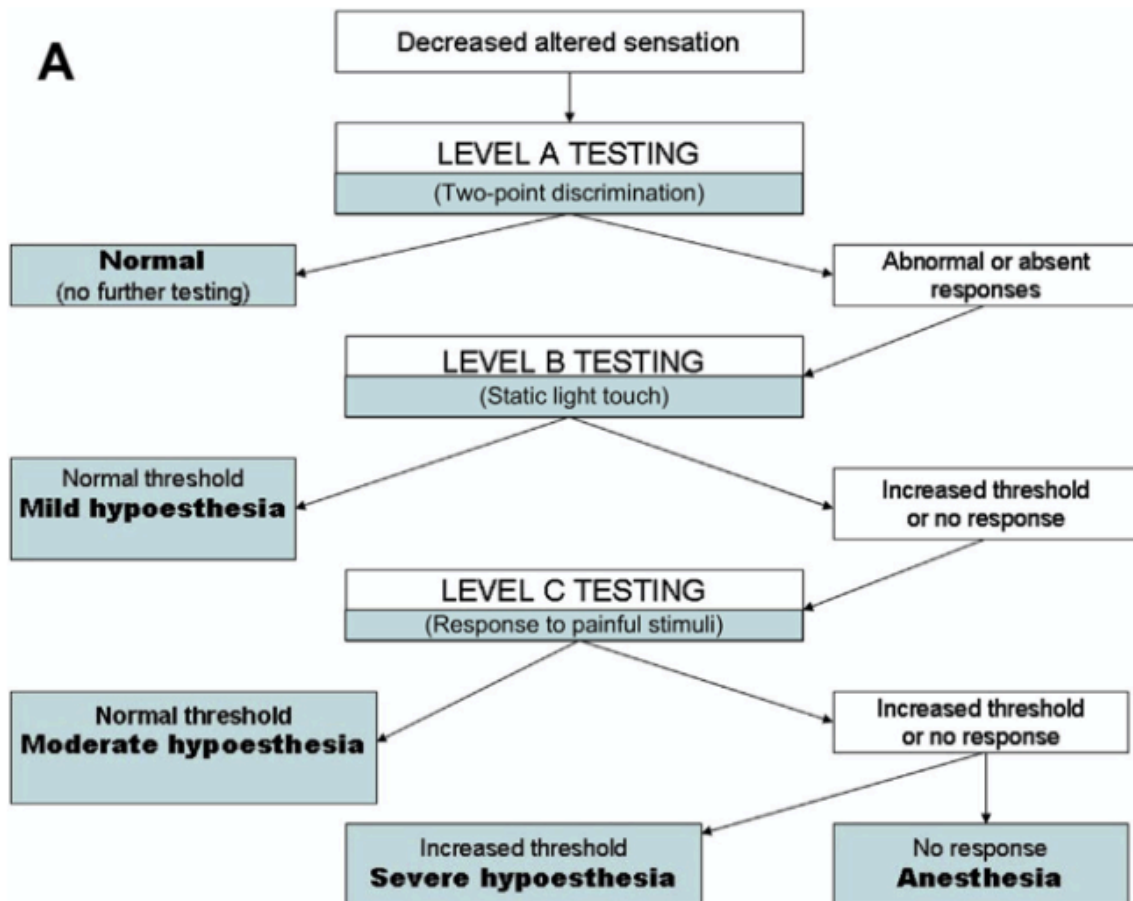 A
Decreased altered sensation
LEVEL A TESTING
(Two-point discrimination)
Normal
(no further testing)
Abnormal or absent
responses
LEVEL B TESTING
(Static light touch)
Normal threshold
Mild hypoesthesia
Increased threshold
or no response
LEVEL C TESTING
(Response to painful stimuli)
Normal threshold
Moderate hypoesthesia
Increased threshold
or no response
Increased threshold
Severe hypoesthesia
No response
Anesthesia